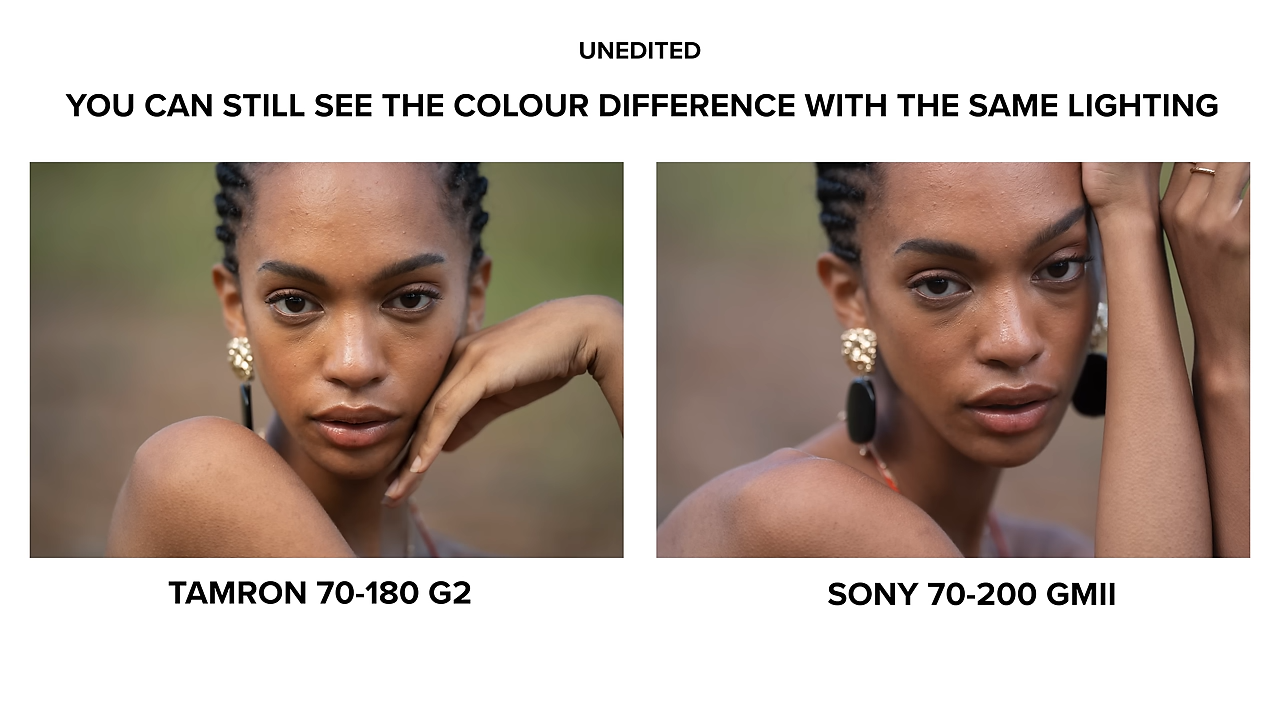 UNEDITED
YOU CAN STILL SEE THE COLOUR DIFFERENCE WITH THE SAME LIGHTING
TAMRON 70-180 G2
SONY 70-200 GMII